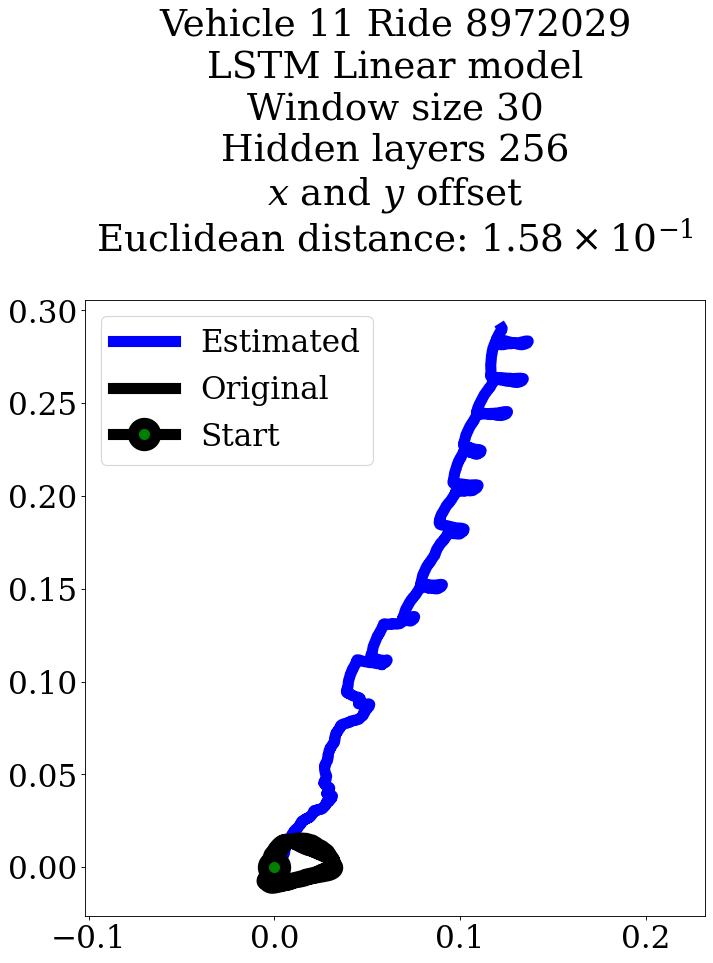 Vehicle 11 Ride 8972029
LSTM Linear model
Window size 30
Hidden layers 256
x and y offset
Euclidean distance: 1.58 × 10⁻¹
0.30
0.25
0.20
0.15
0.10
0.05
0.00
Estimated
Original
Start
−0.1
0.0
0.1
0.2